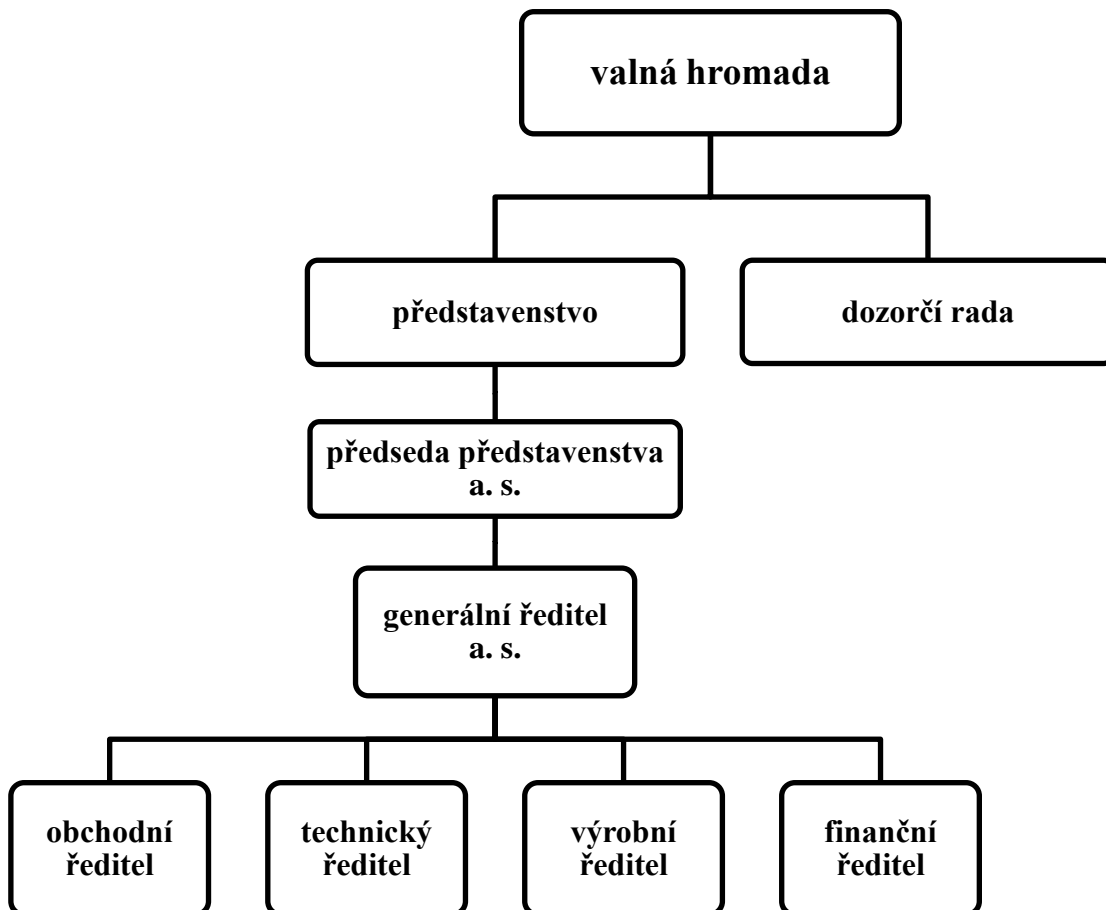 valná hromada
představenstvo
dozorčí rada
předseda představenstva
a. s.
generální ředitel
a. s.
obchodní
ředitel
technický
ředitel
výrobní
ředitel
finanční
ředitel